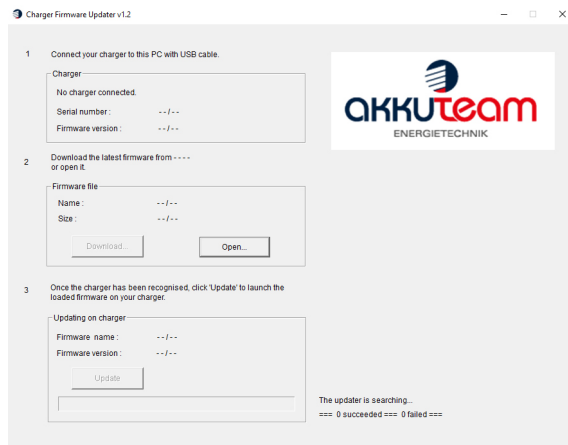 Charger Firmware Updater v1.2
1 Connect your charger to this PC with USB cable.
Charger
No charger connected.
Serial number : --/--
Firmware version : --/--
akkuteam
ENERGIETECHNIK
2 Download the latest firmware from ----
or open it.
Firmware file
Name : --/--
Size : --/--
Download... Open...
3 Once the charger has been recognised, click 'Update' to launch the
loaded firmware on your charger.
Updating on charger
Firmware name : --/--
Firmware version : --/--
Update
The updater is searching...
=== 0 succeeded === 0 failed ===